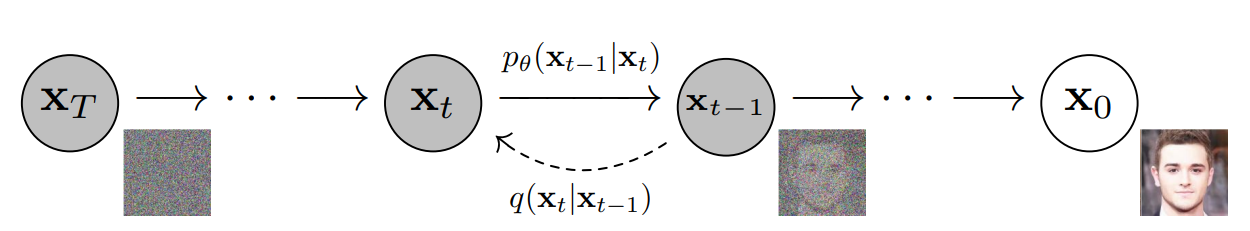 p_θ(x_{t−1}|x_t)
x_T → ⋯ → x_t → x_{t−1} → ⋯ → x_0
q(x_t|x_{t−1})